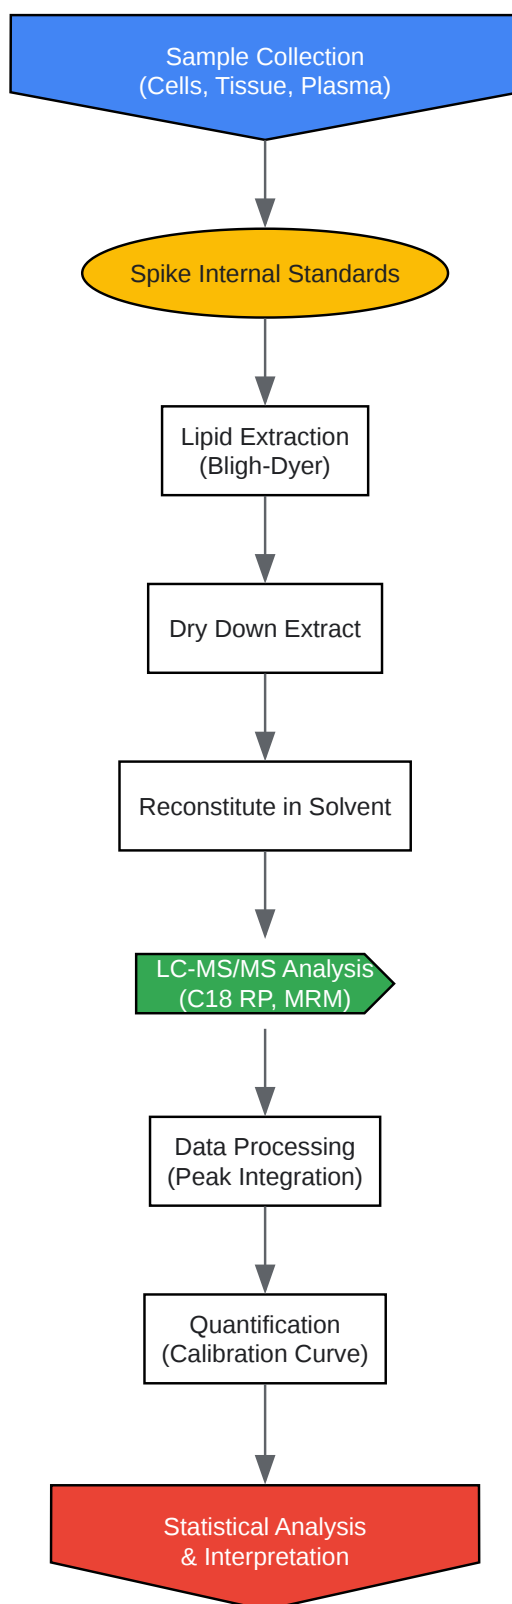 Sample Collection
(Cells, Tissue, Plasma)
Spike Internal Standards
Lipid Extraction
(Bligh-Dyer)
Dry Down Extract
Reconstitute in Solvent
LC-MS/MS Analysis
(C18 RP, MRM)
Data Processing
(Peak Integration)
Quantification
(Calibration Curve)
Statistical Analysis
& Interpretation